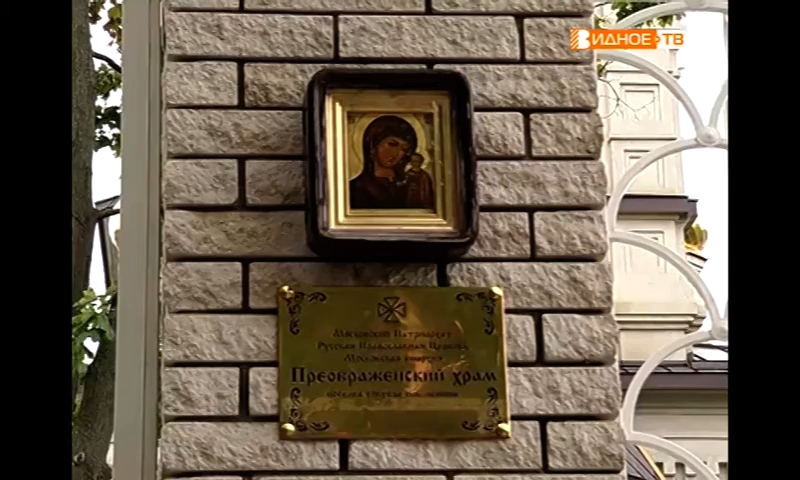 ВИДНОЕ-ТВ
Московский Патриархат
Русская Православная Церковь
Московская епархия
Преображенский храм